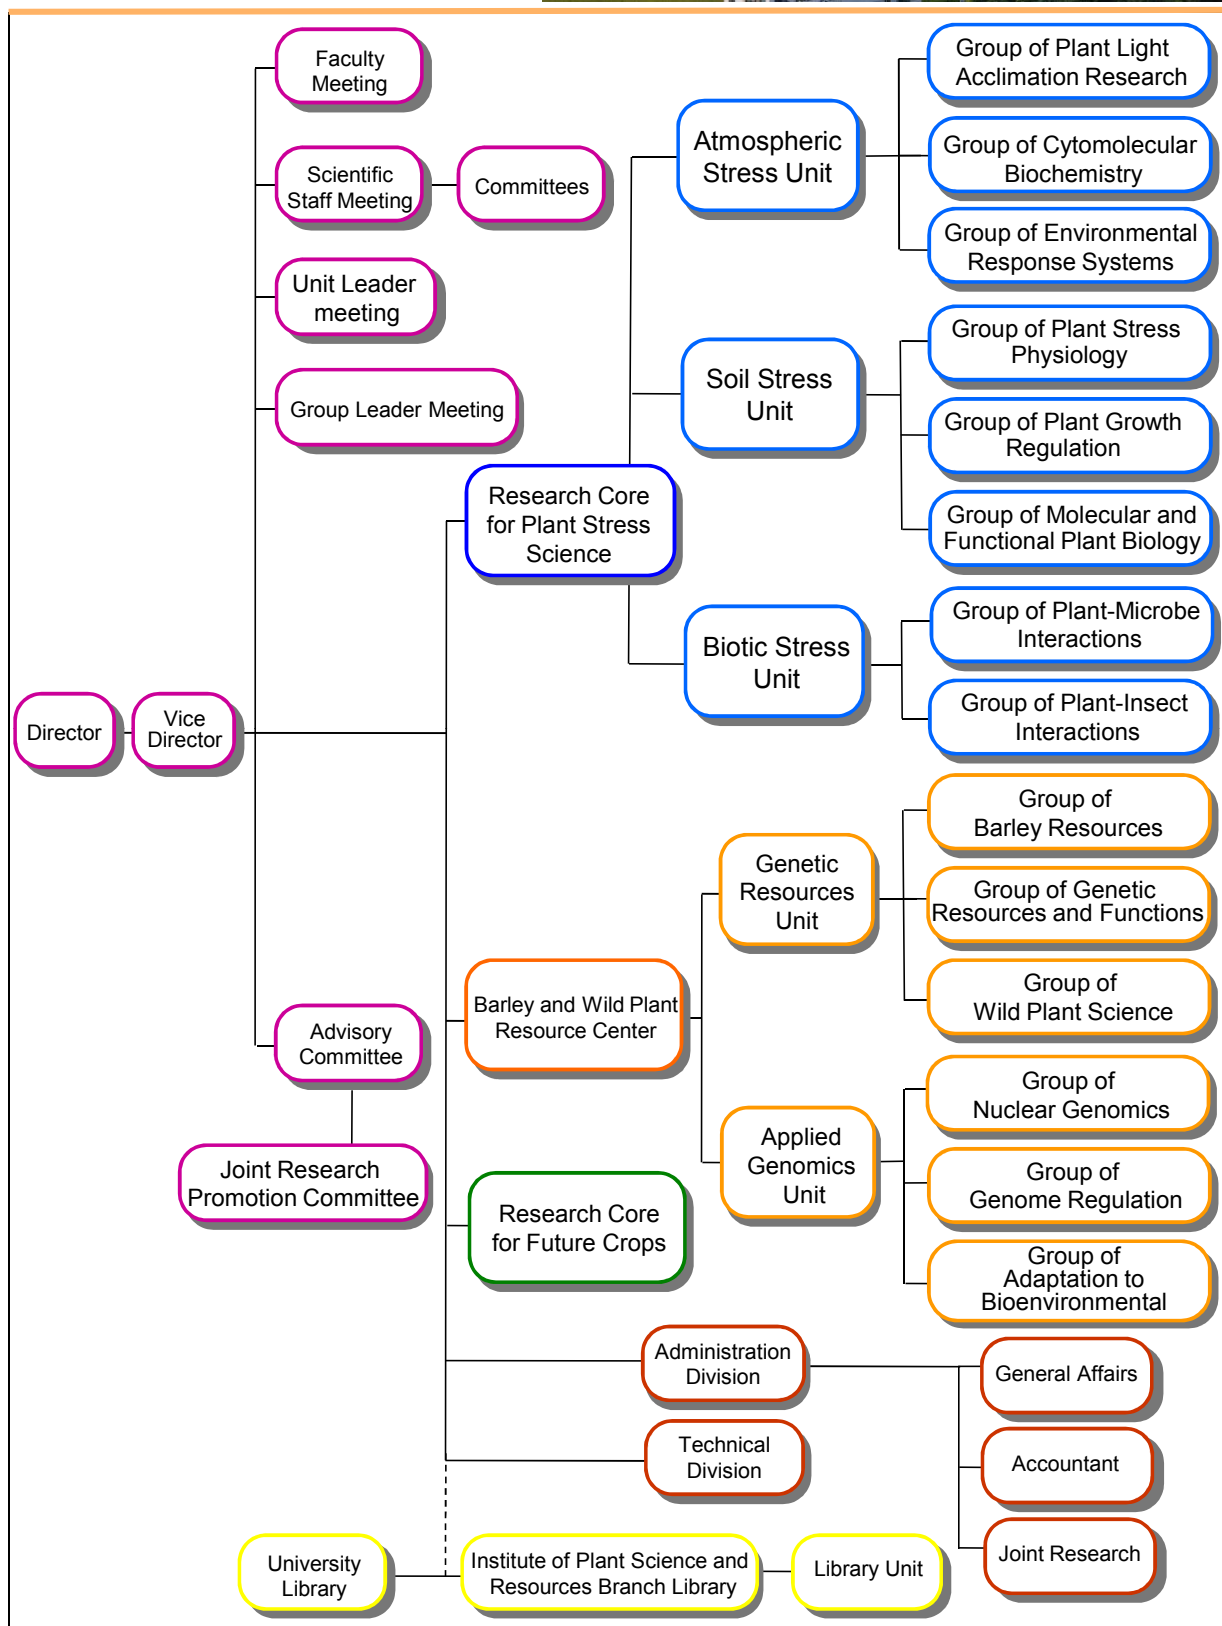 Faculty
Meeting
Scientific
Staff Meeting
Committees
Unit Leader
meeting
Group Leader Meeting
Director
Vice
Director
Advisory
Committee
Joint Research
Promotion Committee
Research Core
for Plant Stress
Science
Atmospheric
Stress Unit
Group of Plant Light
Acclimation Research
Group of Cytomolecular
Biochemistry
Group of Environmental
Response Systems
Soil Stress
Unit
Group of Plant Stress
Physiology
Group of Plant Growth
Regulation
Group of Molecular and
Functional Plant Biology
Biotic Stress
Unit
Group of Plant-Microbe
Interactions
Group of Plant-Insect
Interactions
Barley and Wild Plant
Resource Center
Genetic
Resources
Unit
Group of
Barley Resources
Group of Genetic
Resources and Functions
Group of
Wild Plant Science
Applied
Genomics
Unit
Group of
Nuclear Genomics
Group of
Genome Regulation
Group of
Adaptation to
Bioenvironmental
Research Core
for Future Crops
Administration
Division
General Affairs
Accountant
Joint Research
Technical
Division
University
Library
Institute of Plant Science and
Resources Branch Library
Library Unit